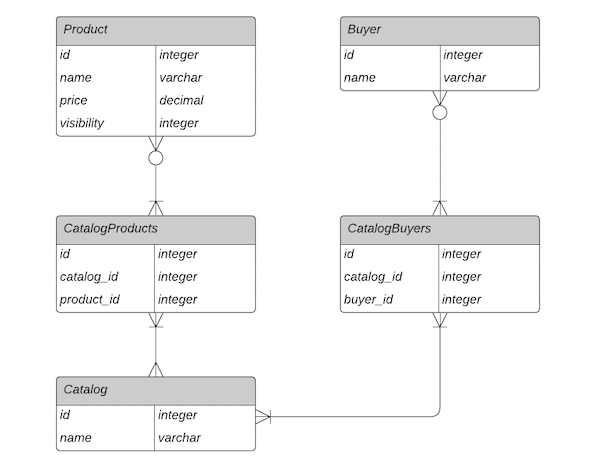 Product
id integer
name varchar
price decimal
visibility integer
Buyer
id integer
name varchar
CatalogProducts
id integer
catalog_id integer
product_id integer
CatalogBuyers
id integer
catalog_id integer
buyer_id integer
Catalog
id integer
name varchar